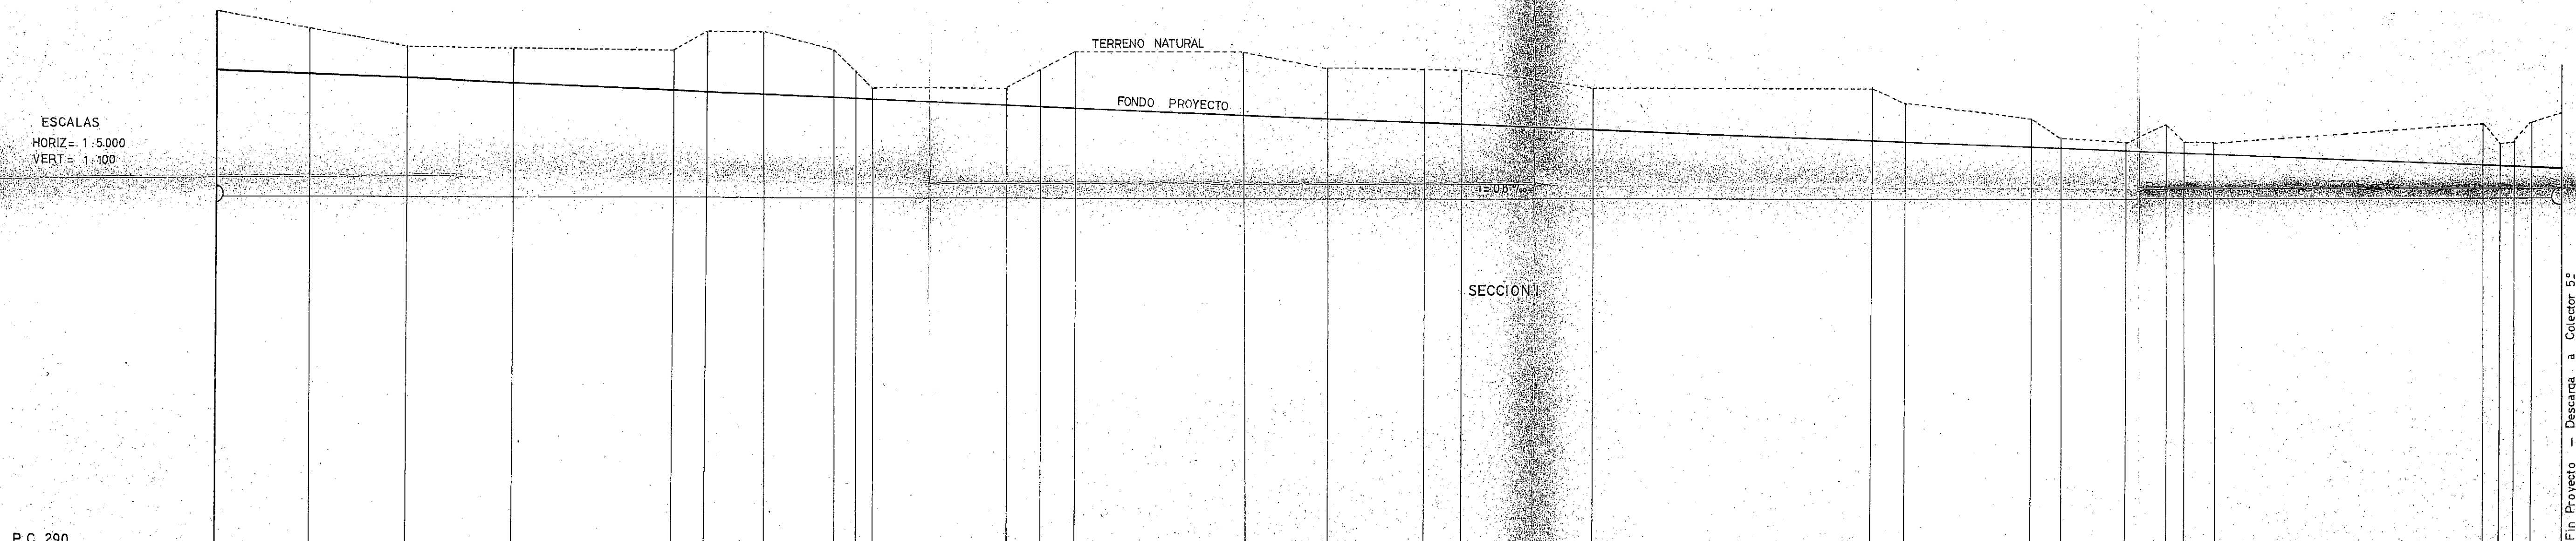 TERRENO NATURAL
FONDO PROYECTO
ESCALAS
HORIZ= 1:5.000
VERT= 1:100
SECCION I
P.C. 290
Fin Proyecto — Descarga a Colector 5º